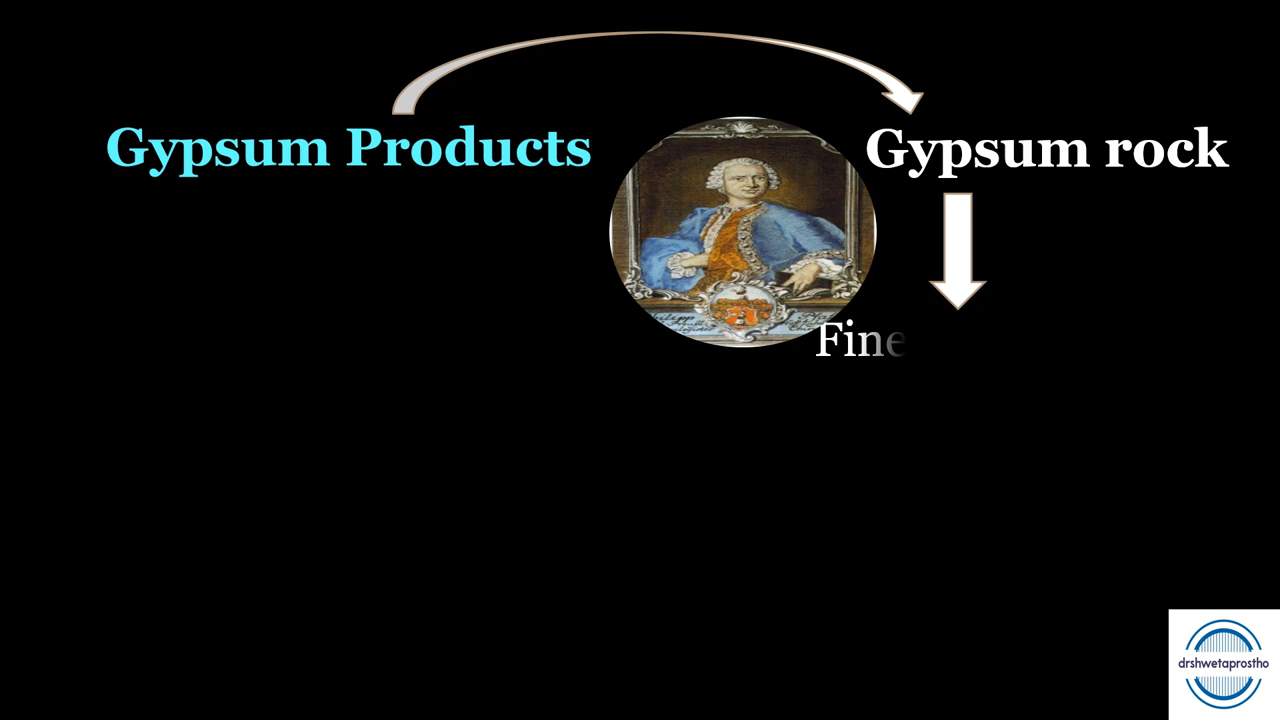 Gypsum Products
Gypsum rock
Fine
drshwetaprostho